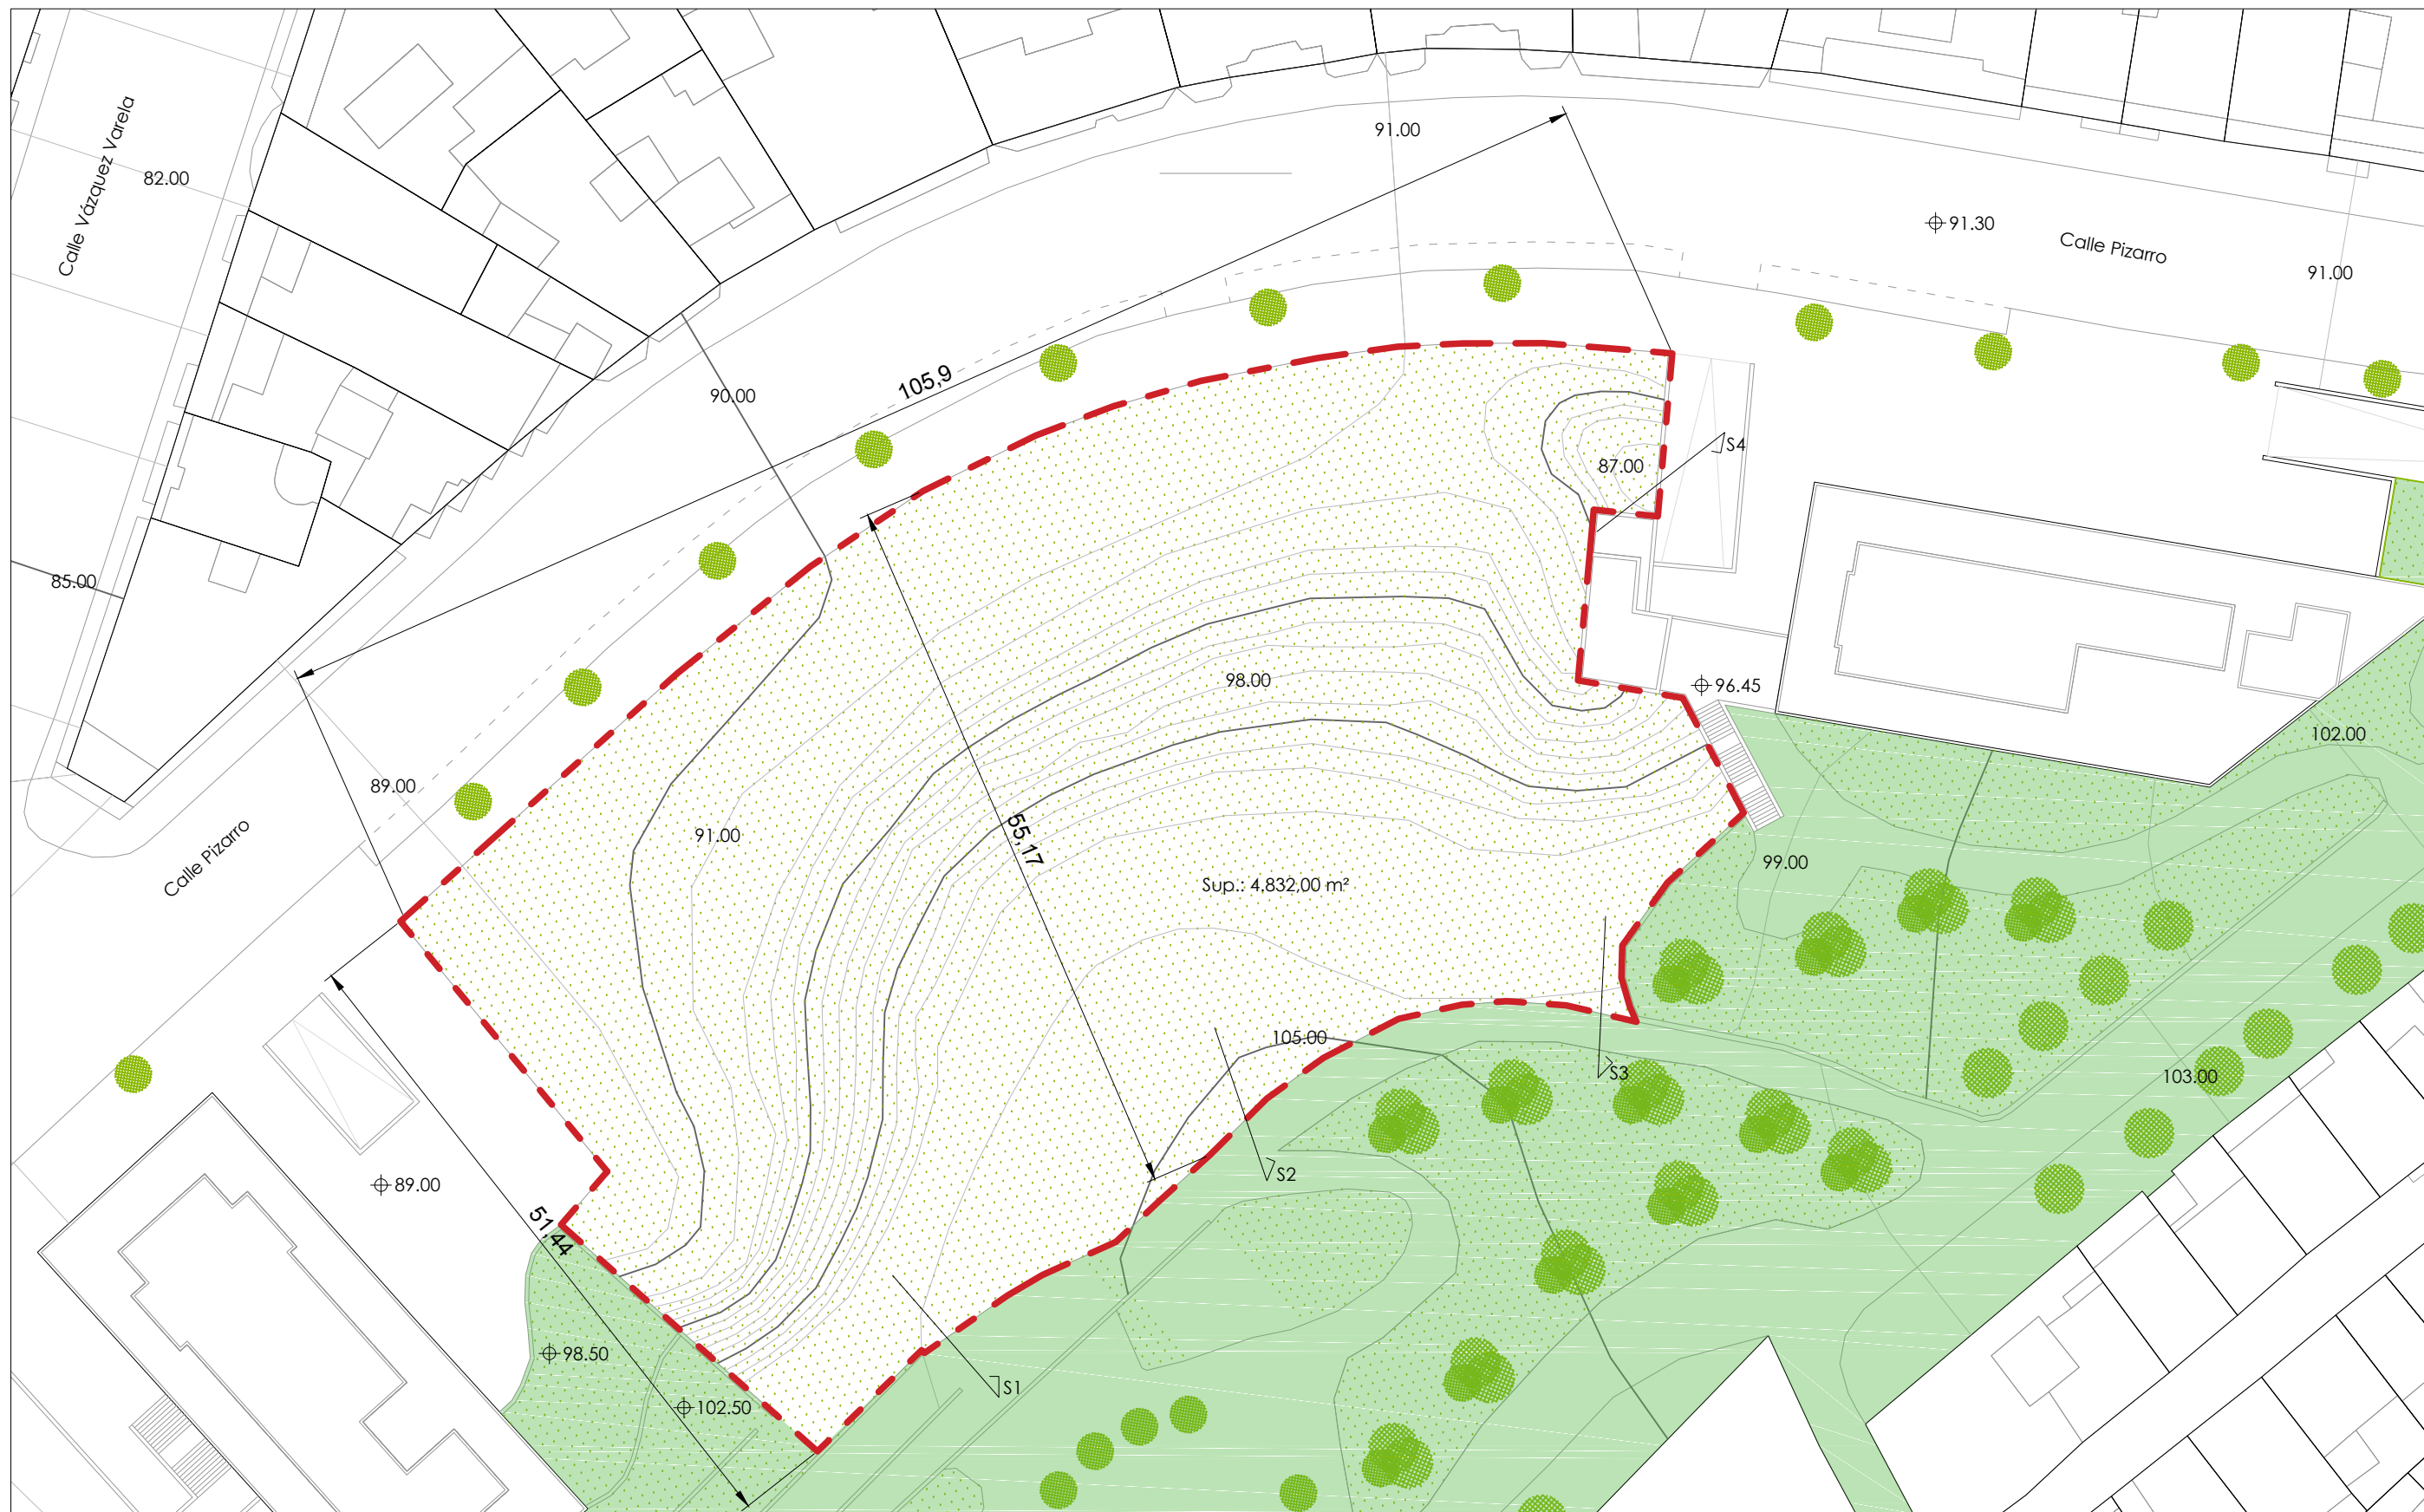 91.00
Calle Vázquez Varela
82.00
91.30
Calle Pizarro
91.00
105,9
90.00
S4
87.00
85.00
98.00
96.45
102.00
89.00
91.00
55,17
Calle Pizarro
99.00
Sup.: 4.832,00 m²
105.00
S3
103.00
S2
89.00
51,44
98.50
S1
102.50